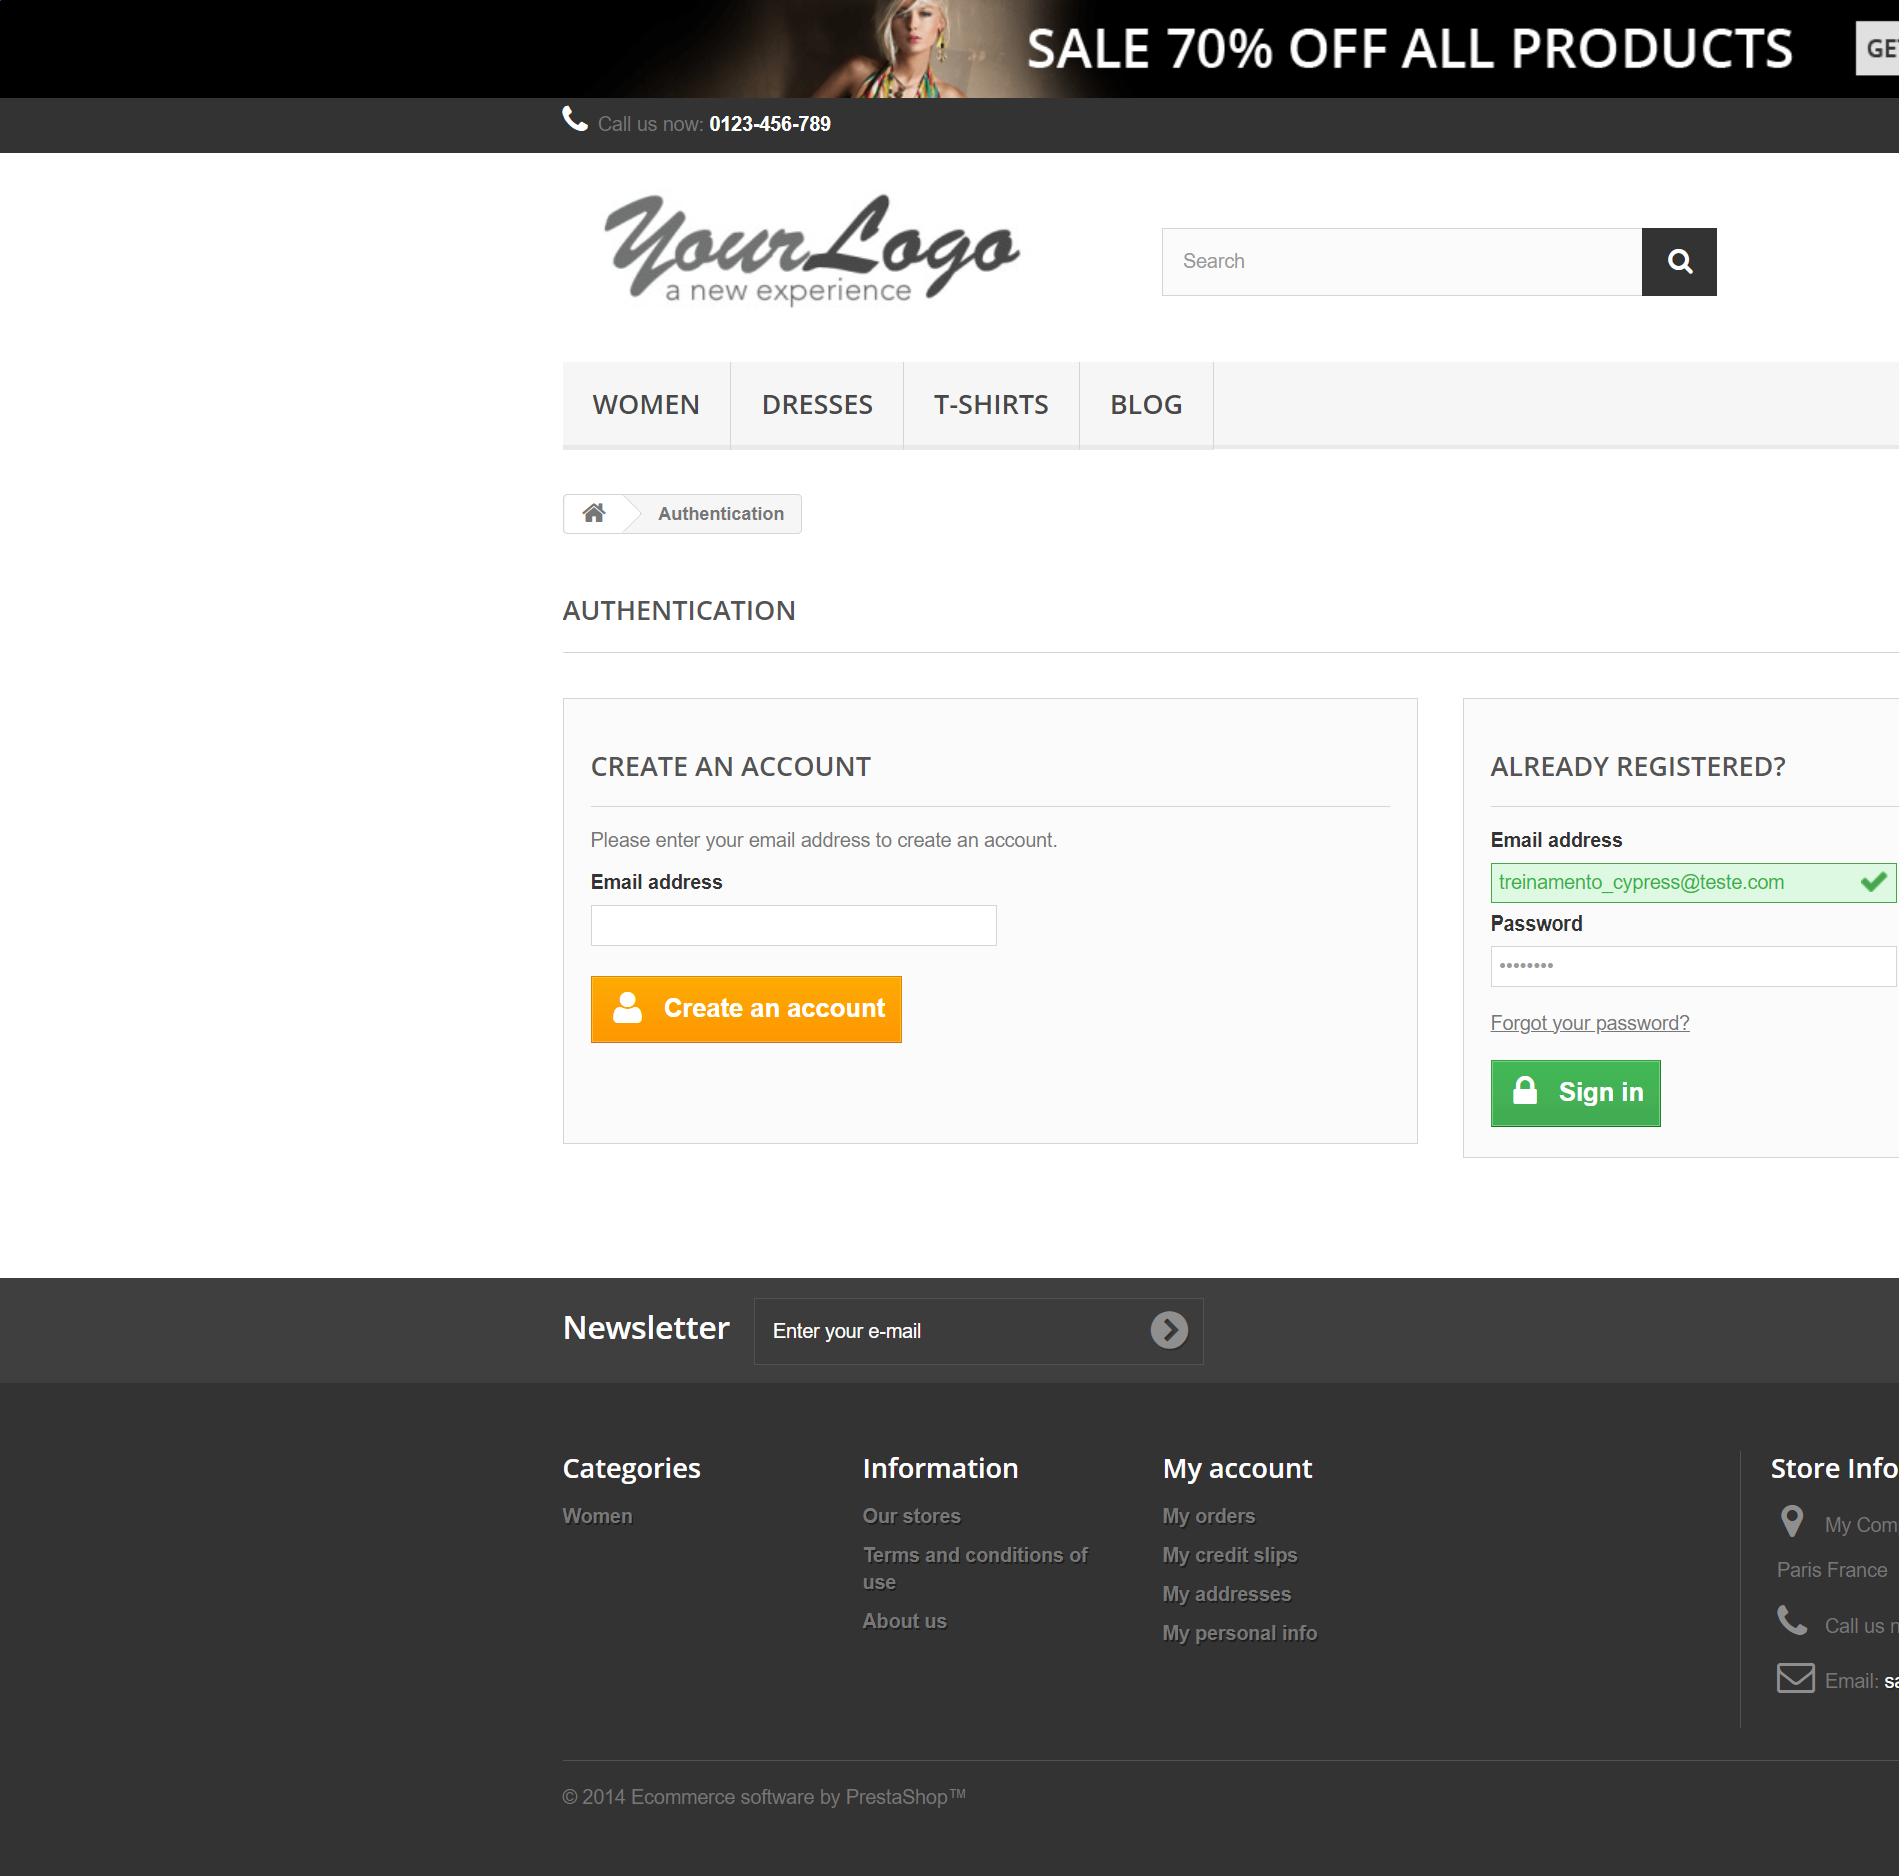 SALE 70% OFF ALL PRODUCTS
Call us now: 0123-456-789
YourLogo
a new experience
Search
WOMEN DRESSES T-SHIRTS BLOG
Authentication
AUTHENTICATION
CREATE AN ACCOUNT
Please enter your email address to create an account.
Email address
Create an account
ALREADY REGISTERED?
Email address
treinamento_cypress@teste.com
Password
••••••••
Forgot your password?
Sign in
Newsletter
Enter your e-mail
Categories
Women
Information
Our stores
Terms and conditions of
use
About us
My account
My orders
My credit slips
My addresses
My personal info
Store
My
Paris France
Call us
Email:
© 2014 Ecommerce software by PrestaShop™